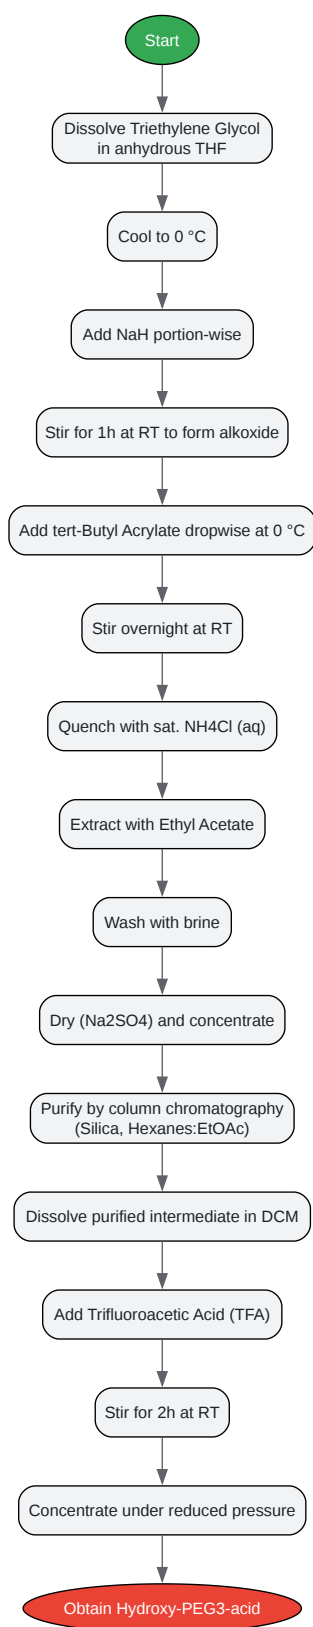 Start
Dissolve Triethylene Glycol
in anhydrous THF
Cool to 0 °C
Add NaH portion-wise
Stir for 1h at RT to form alkoxide
Add tert-Butyl Acrylate dropwise at 0 °C
Stir overnight at RT
Quench with sat. NH4Cl (aq)
Extract with Ethyl Acetate
Wash with brine
Dry (Na2SO4) and concentrate
Purify by column chromatography
(Silica, Hexanes:EtOAc)
Dissolve purified intermediate in DCM
Add Trifluoroacetic Acid (TFA)
Stir for 2h at RT
Concentrate under reduced pressure
Obtain Hydroxy-PEG3-acid